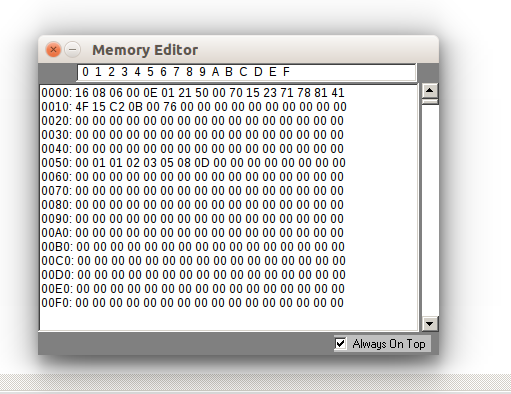 Memory Editor
0 1 2 3 4 5 6 7 8 9 A B C D E F
0000: 16 08 06 00 0E 01 21 50 00 70 15 23 71 78 81 41
0010: 4F 15 C2 0B 00 76 00 00 00 00 00 00 00 00 00 00
0020: 00 00 00 00 00 00 00 00 00 00 00 00 00 00 00 00
0030: 00 00 00 00 00 00 00 00 00 00 00 00 00 00 00 00
0040: 00 00 00 00 00 00 00 00 00 00 00 00 00 00 00 00
0050: 00 01 01 02 03 05 08 0D 00 00 00 00 00 00 00 00
0060: 00 00 00 00 00 00 00 00 00 00 00 00 00 00 00 00
0070: 00 00 00 00 00 00 00 00 00 00 00 00 00 00 00 00
0080: 00 00 00 00 00 00 00 00 00 00 00 00 00 00 00 00
0090: 00 00 00 00 00 00 00 00 00 00 00 00 00 00 00 00
00A0: 00 00 00 00 00 00 00 00 00 00 00 00 00 00 00 00
00B0: 00 00 00 00 00 00 00 00 00 00 00 00 00 00 00 00
00C0: 00 00 00 00 00 00 00 00 00 00 00 00 00 00 00 00
00D0: 00 00 00 00 00 00 00 00 00 00 00 00 00 00 00 00
00E0: 00 00 00 00 00 00 00 00 00 00 00 00 00 00 00 00
00F0: 00 00 00 00 00 00 00 00 00 00 00 00 00 00 00 00
Always On Top